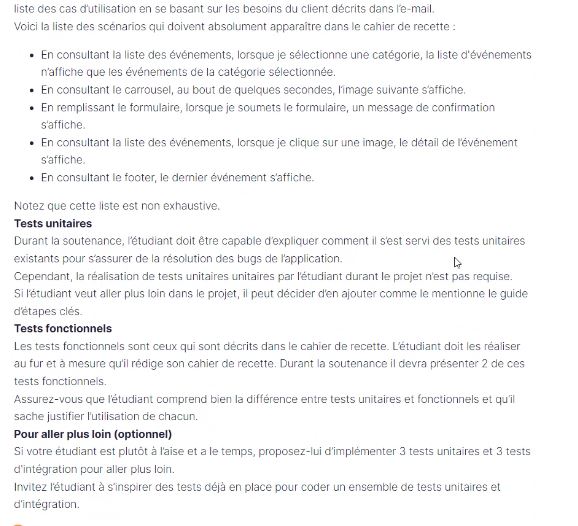 liste des cas d'utilisation en se basant sur les besoins du client décrits dans l'e-mail.
Voici la liste des scénarios qui doivent absolument apparaître dans le cahier de recette :
• En consultant la liste des événements, lorsque je sélectionne une catégorie, la liste d'événements
n'affiche que les événements de la catégorie sélectionnée.
• En consultant le carrousel, au bout de quelques secondes, l'image suivante s'affiche.
• En remplissant le formulaire, lorsque je soumets le formulaire, un message de confirmation
s'affiche.
• En consultant la liste des événements, lorsque je clique sur une image, le détail de l'événement
s'affiche.
• En consultant le footer, le dernier événement s'affiche.
Notez que cette liste est non exhaustive.
Tests unitaires
Durant la soutenance, l'étudiant doit être capable d'expliquer comment il s'est servi des tests unitaires
existants pour s'assurer de la résolution des bugs de l'application.
Cependant, la réalisation de tests unitaires unitaires par l'étudiant durant le projet n'est pas requise.
Si l'étudiant veut aller plus loin dans le projet, il peut décider d'en ajouter comme le mentionne le guide
d'étapes clés.
Tests fonctionnels
Les tests fonctionnels sont ceux qui sont décrits dans le cahier de recette. L'étudiant doit les réaliser
au fur et à mesure qu'il rédige son cahier de recette. Durant la soutenance il devra présenter 2 de ces
tests fonctionnels.
Assurez-vous que l'étudiant comprend bien la différence entre tests unitaires et fonctionnels et qu'il
sache justifier l'utilisation de chacun.
Pour aller plus loin (optionnel)
Si votre étudiant est plutôt à l'aise et a le temps, proposez-lui d'implémenter 3 tests unitaires et 3 tests
d'intégration pour aller plus loin.
Invitez l'étudiant à s'inspirer des tests déjà en place pour coder un ensemble de tests unitaires et
d'intégration.